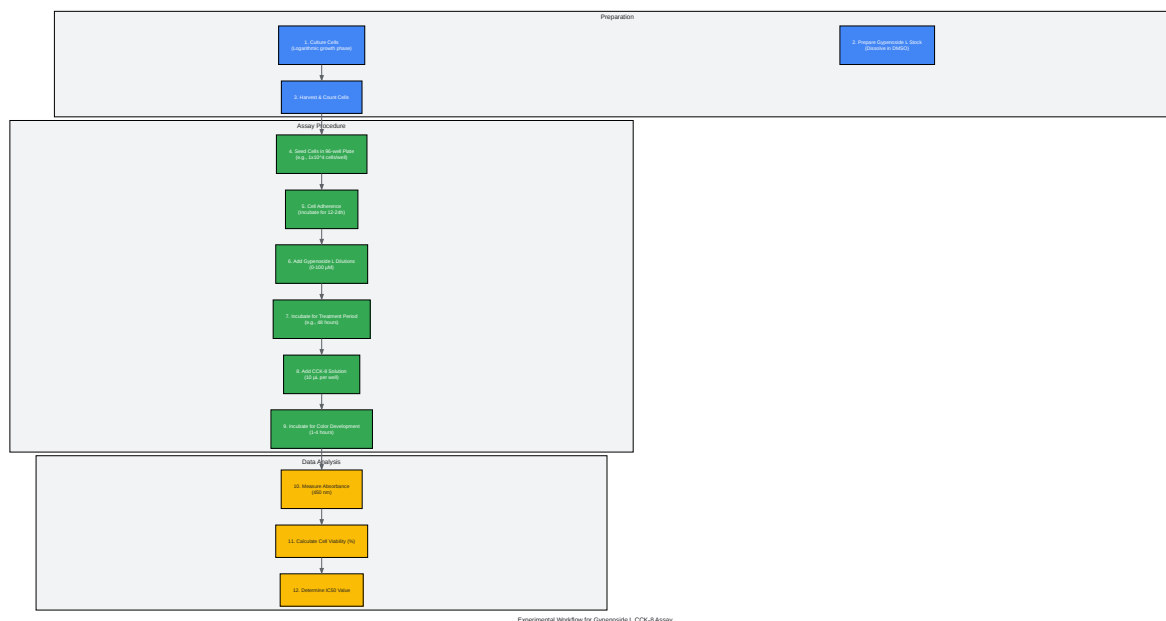 Preparation
1. Culture Cells
(Logarithmic growth phase)
2. Prepare Gypenoside L Stock
(Dissolve in DMSO)
3. Harvest & Count Cells
Assay Procedure
4. Seed Cells in 96-well Plate
(e.g., 1x10^4 cells/well)
5. Cell Adherence
(Incubate for 12-24h)
6. Add Gypenoside L Dilutions
(0-100 µM)
7. Incubate for Treatment Period
(e.g., 48 hours)
8. Add CCK-8 Solution
(10 µL per well)
9. Incubate for Color Development
(1-4 hours)
Data Analysis
10. Measure Absorbance
(450 nm)
11. Calculate Cell Viability (%)
12. Determine IC50 Value
Experimental Workflow for Gypenoside L CCK-8 Assay